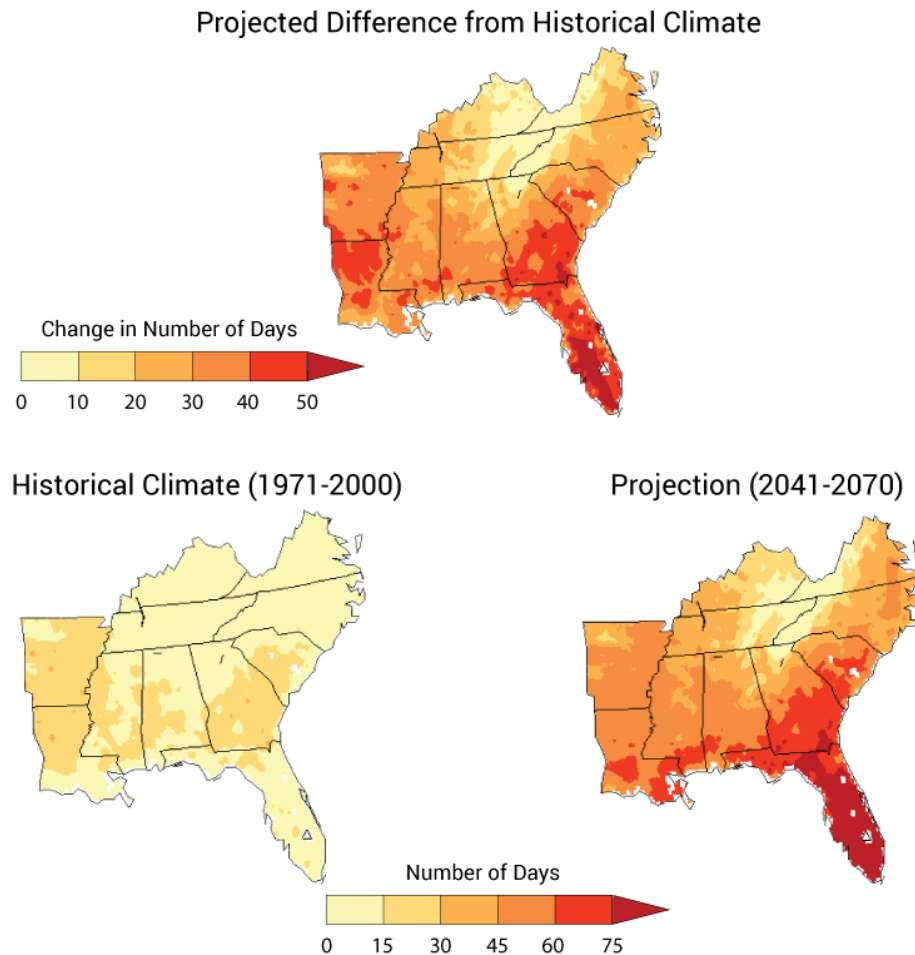 Projected Difference from Historical Climate
Change in Number of Days
0 10 20 30 40 50
Historical Climate (1971-2000)
Projection (2041-2070)
Number of Days
0 15 30 45 60 75